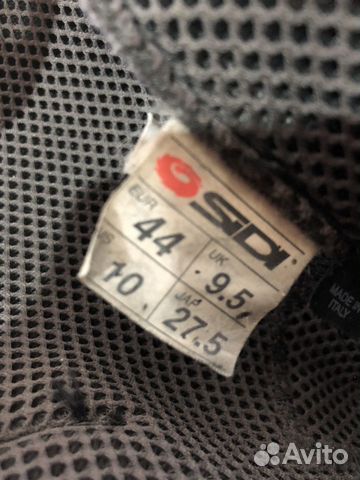 SIDI
EUR 44
UK 9.5
US 10
JAP 27.5
MADE IN
ITALY
Avito